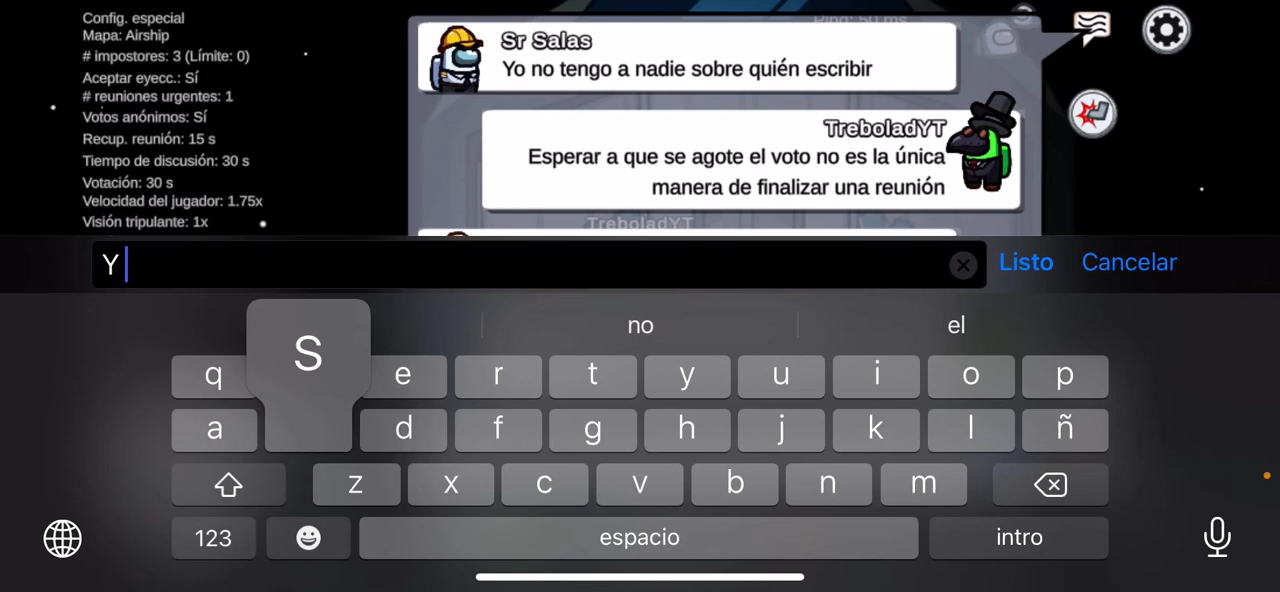 Config. especial
Mapa: Airship
# impostores: 3 (Límite: 0)
Aceptar eyecc.: Sí
# reuniones urgentes: 1
Votos anónimos: Sí
Recup. reunión: 15 s
Tiempo de discusión: 30 s
Votación: 30 s
Velocidad del jugador: 1.75x
Visión tripulante: 1x
Ping: 50 ms
Sr Salas
Yo no tengo a nadie sobre quién escribir
TreboladYT
Esperar a que se agote el voto no es la única
manera de finalizar una reunión
TreboladYT
Y
Listo
Cancelar
no
el
S
q e r t y u i o p
a d f g h j k l ñ
z x c v b n m
123
espacio
intro